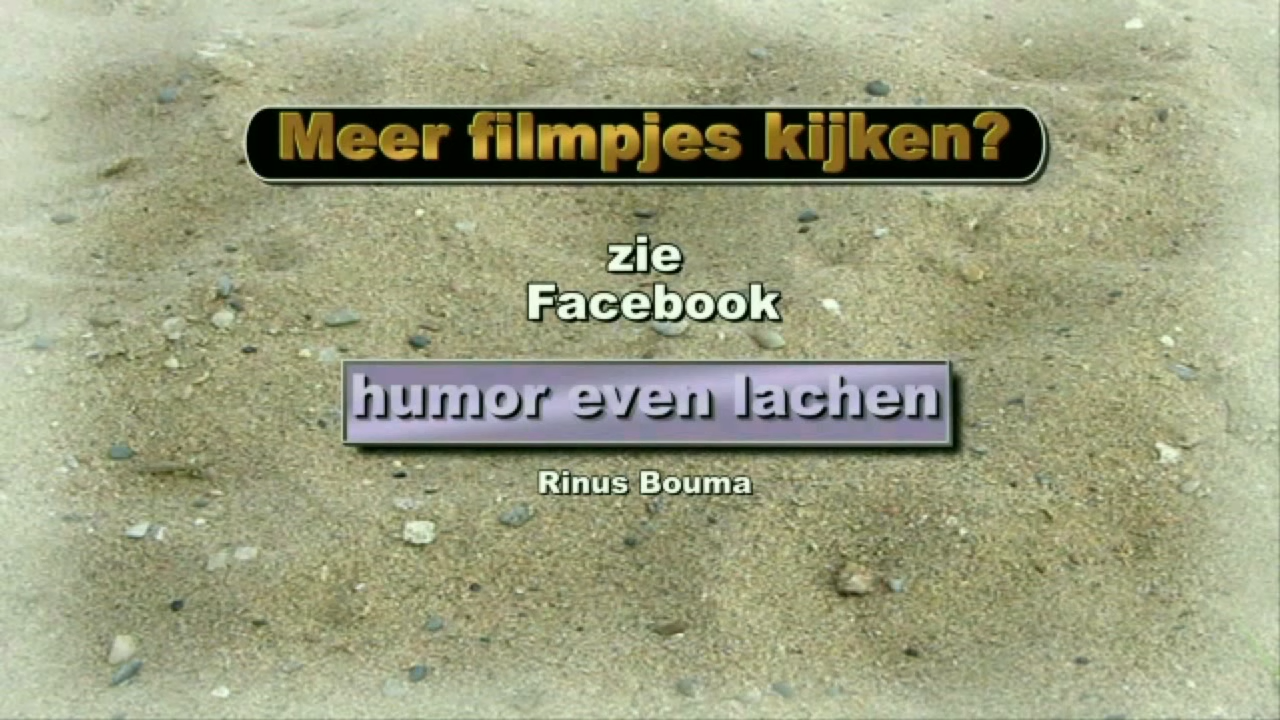 Meer filmpjes kijken?
zie
Facebook
humor even lachen
Rinus Bouma